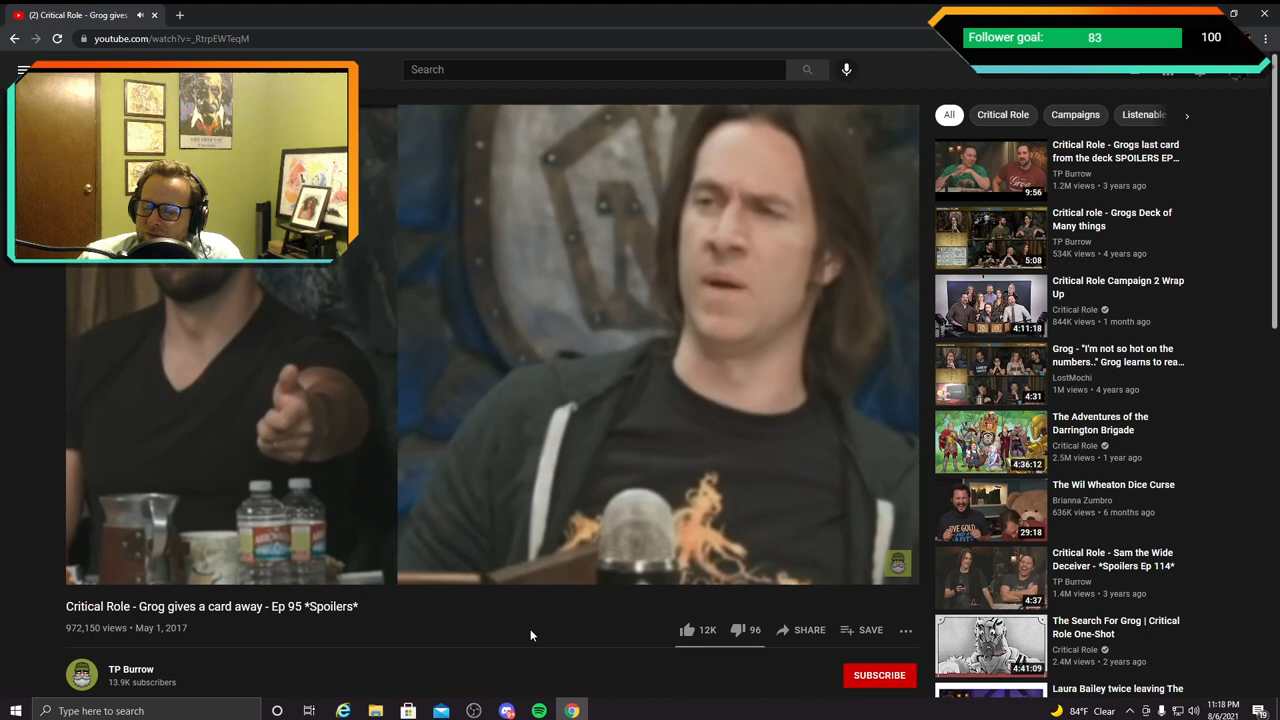 (2) Critical Role - Grog gives
youtube.com/watch?v=_RtrpEWTeqM
Follower goal: 83 100
Search
All
Critical Role
Campaigns
Listenable
Critical Role - Grogs last card
from the deck SPOILERS EP...
TP Burrow
1.2M views • 3 years ago
9:56
Critical role - Grogs Deck of
Many things
TP Burrow
534K views • 4 years ago
5:08
Critical Role Campaign 2 Wrap
Up
Critical Role
844K views • 1 month ago
4:11:18
Grog - "I'm not so hot on the
numbers.." Grog learns to rea...
LostMochi
1M views • 4 years ago
4:31
The Adventures of the
Darrington Brigade
Critical Role
2.5M views • 1 year ago
4:36:12
The Wil Wheaton Dice Curse
Brianna Zumbro
636K views • 6 months ago
29:18
Critical Role - Sam the Wide
Deceiver - *Spoilers Ep 114*
TP Burrow
1.4M views • 3 years ago
4:37
The Search For Grog | Critical
Role One-Shot
Critical Role
2.4M views • 2 years ago
4:41:09
Laura Bailey twice leaving The
Critical Role - Grog gives a card away - Ep 95 *Spoilers*
972,150 views • May 1, 2017
12K
96
SHARE
SAVE
TP Burrow
13.9K subscribers
SUBSCRIBE
Type here to search
84°F Clear
11:18 PM
8/6/2021